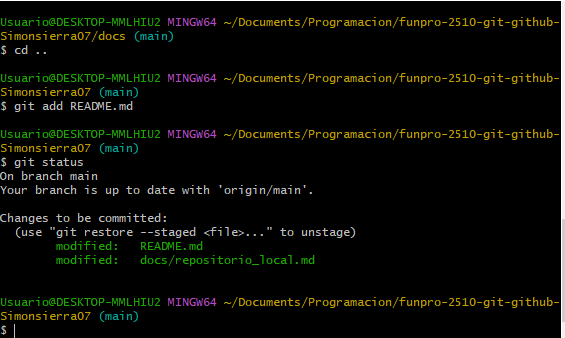 Usuario@DESKTOP-MMLHIU2 MINGW64 ~/Documents/Programacion/funpro-2510-git-github-
Simonsierra07/docs (main)
$ cd ..
Usuario@DESKTOP-MMLHIU2 MINGW64 ~/Documents/Programacion/funpro-2510-git-github-
Simonsierra07 (main)
$ git add README.md
Usuario@DESKTOP-MMLHIU2 MINGW64 ~/Documents/Programacion/funpro-2510-git-github-
Simonsierra07 (main)
$ git status
On branch main
Your branch is up to date with 'origin/main'.
Changes to be committed:
  (use "git restore --staged <file>..." to unstage)
        modified:   README.md
        modified:   docs/repositorio_local.md
Usuario@DESKTOP-MMLHIU2 MINGW64 ~/Documents/Programacion/funpro-2510-git-github-
Simonsierra07 (main)
$